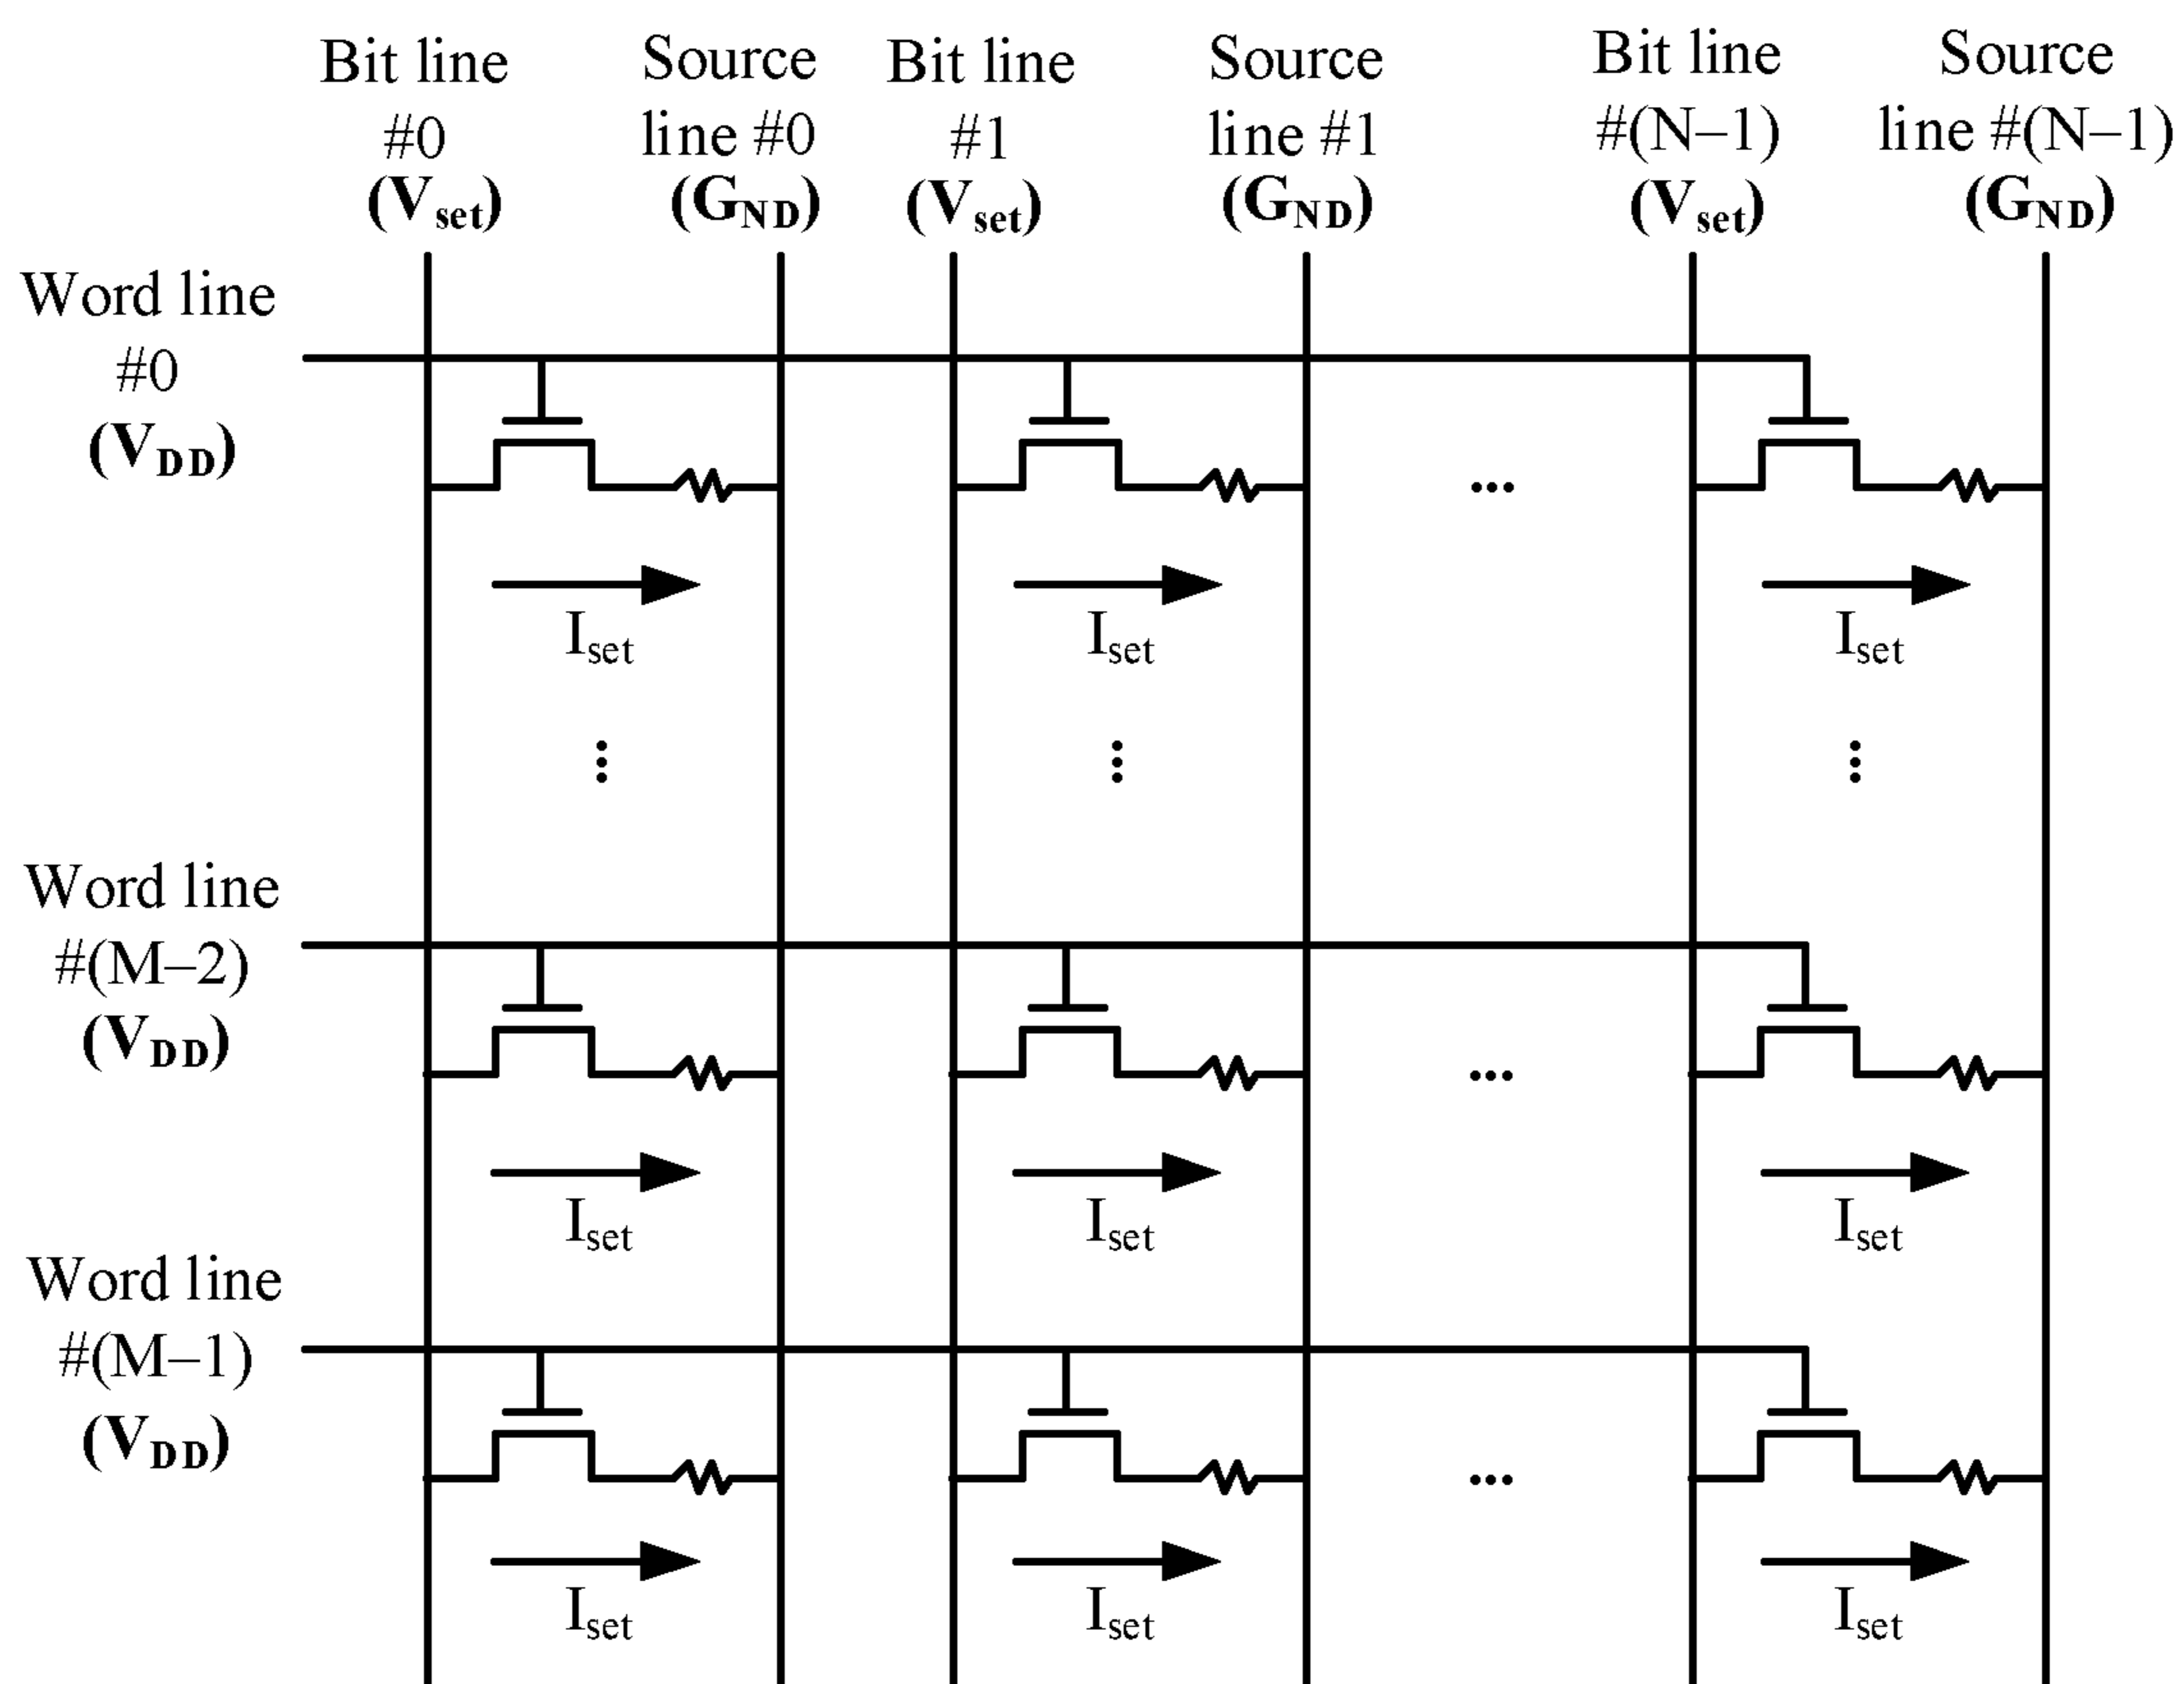 Bit line
#0
(Vset)
Source
line #0
(GND)
Bit line
#1
(Vset)
Source
line #1
(GND)
Bit line
#(N–1)
(Vset)
Source
line #(N–1)
(GND)
Word line
#0
(VDD)
...
Iset
Iset
Iset
Word line
#(M–2)
(VDD)
...
Iset
Iset
Iset
Word line
#(M–1)
(VDD)
...
Iset
Iset
Iset